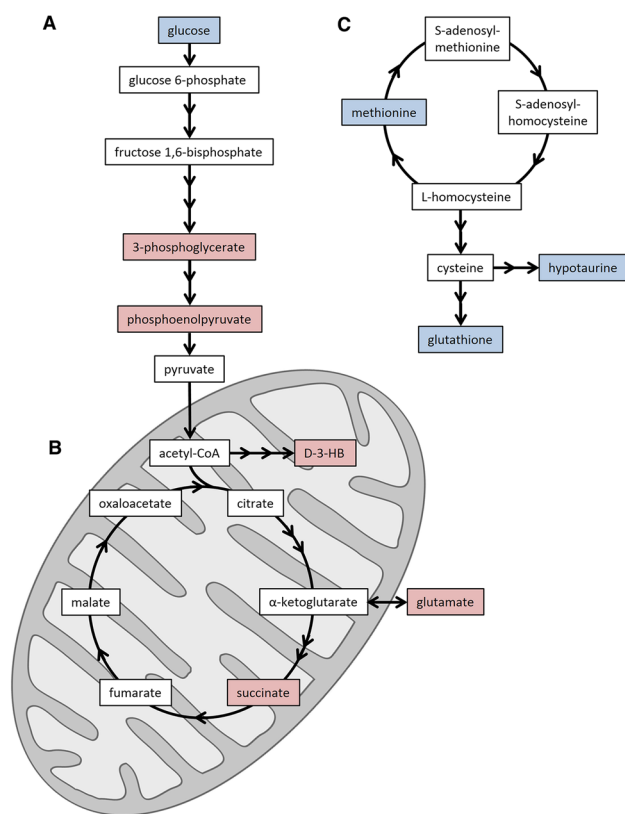 A
glucose
glucose 6-phosphate
fructose 1,6-bisphosphate
3-phosphoglycerate
phosphoenolpyruvate
pyruvate
B
acetyl-CoA
D-3-HB
oxaloacetate
citrate
malate
α-ketoglutarate
glutamate
fumarate
succinate
C
S-adenosyl-
methionine
methionine
S-adenosyl-
homocysteine
L-homocysteine
cysteine
hypotaurine
glutathione